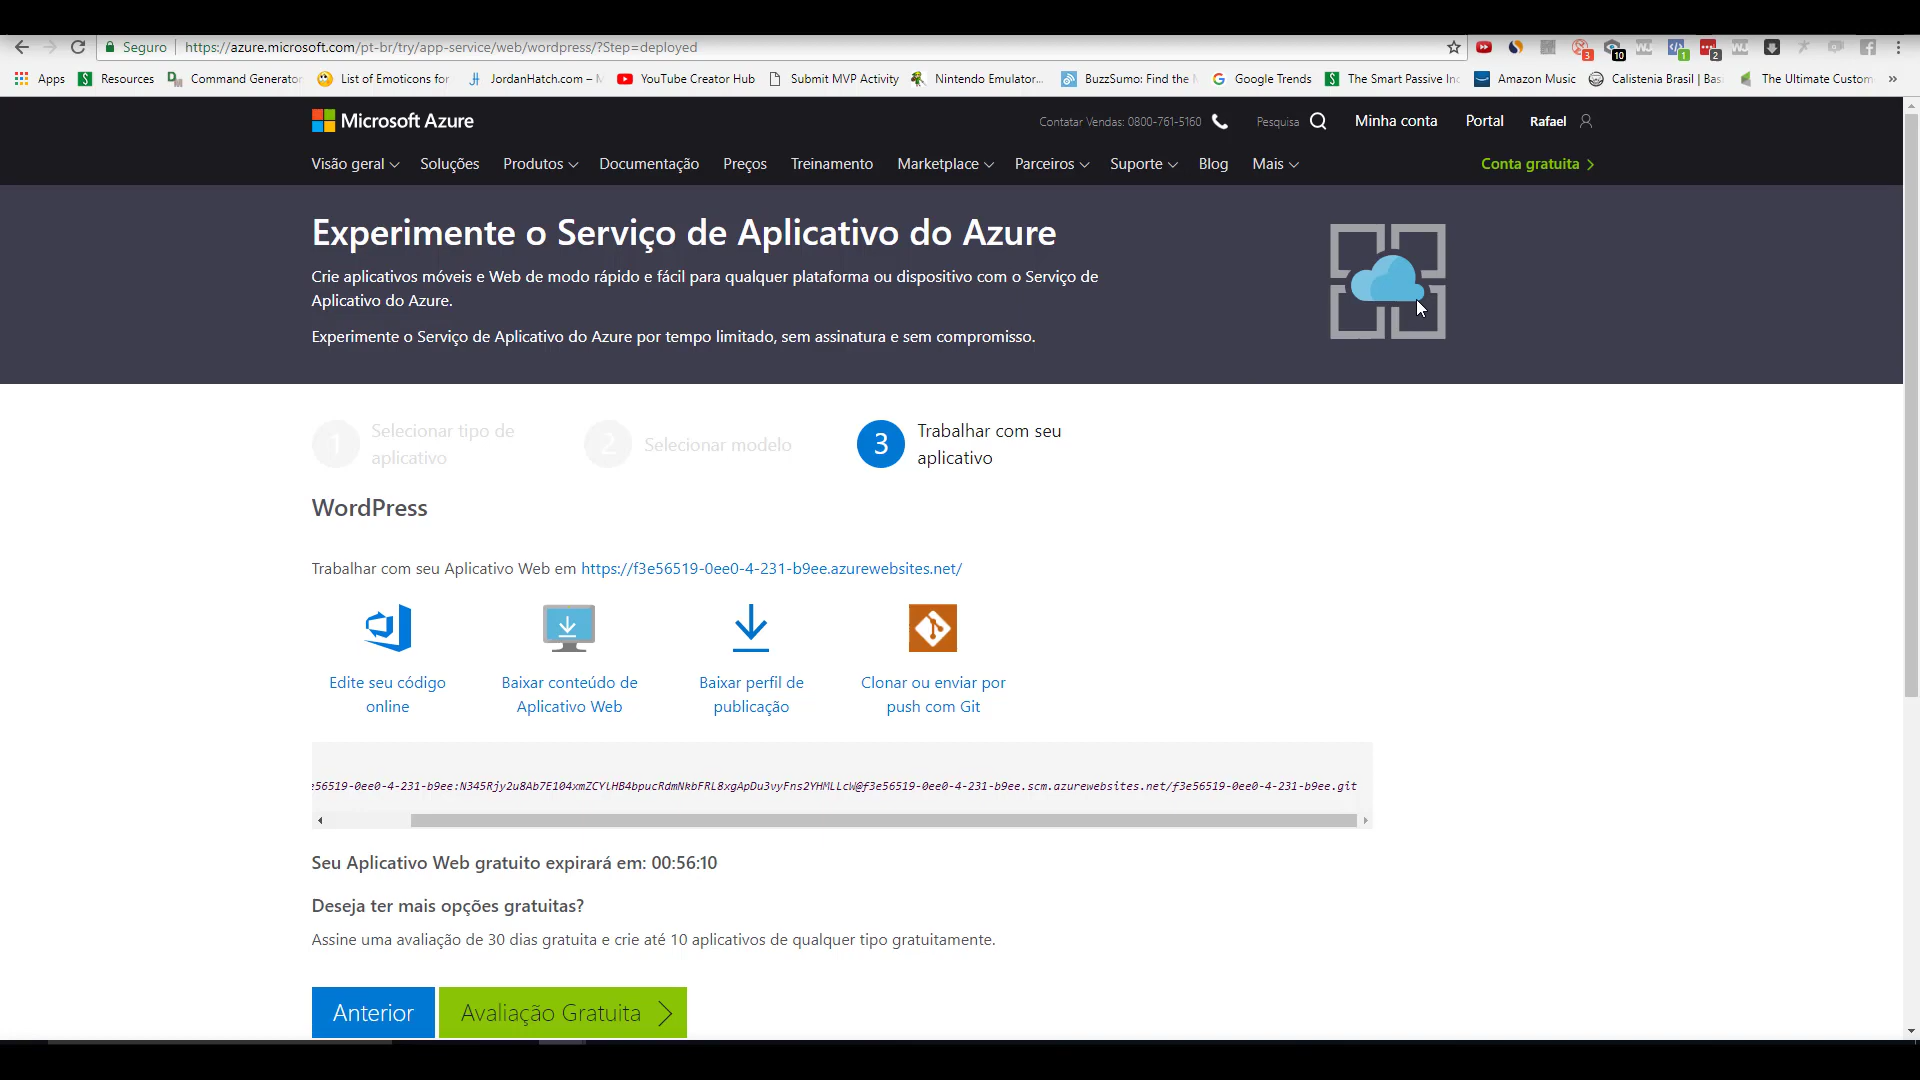 Seguro https://azure.microsoft.com/pt-br/try/app-service/web/wordpress/?Step=deployed
3 10 1 2
Apps Resources Command Generato List of Emoticons for JordanHatch.com – YouTube Creator Hub Submit MVP Activity Nintendo Emulator... BuzzSumo: Find the Google Trends The Smart Passive Inc Amazon Music Calistenia Brasil | Bas The Ultimate Custom »
Microsoft Azure
Contatar Vendas: 0800-761-5160 Pesquisa Minha conta Portal Rafael
Visão geral Soluções Produtos Documentação Preços Treinamento Marketplace Parceiros Suporte Blog Mais Conta gratuita
Experimente o Serviço de Aplicativo do Azure
Crie aplicativos móveis e Web de modo rápido e fácil para qualquer plataforma ou dispositivo com o Serviço de
Aplicativo do Azure.
Experimente o Serviço de Aplicativo do Azure por tempo limitado, sem assinatura e sem compromisso.
1 Selecionar tipo de
aplicativo
2 Selecionar modelo
3 Trabalhar com seu
aplicativo
WordPress
Trabalhar com seu Aplicativo Web em https://f3e56519-0ee0-4-231-b9ee.azurewebsites.net/
Edite seu código
online
Baixar conteúdo de
Aplicativo Web
Baixar perfil de
publicação
Clonar ou enviar por
push com Git
e56519-0ee0-4-231-b9ee:N345Rjy2u8Ab7E104xmZCYLHB4bpucRdmNkbFRL8xgApDu3vyFns2YHMLLcW@f3e56519-0ee0-4-231-b9ee.scm.azurewebsites.net/f3e56519-0ee0-4-231-b9ee.git
Seu Aplicativo Web gratuito expirará em: 00:56:10
Deseja ter mais opções gratuitas?
Assine uma avaliação de 30 dias gratuita e crie até 10 aplicativos de qualquer tipo gratuitamente.
Anterior Avaliação Gratuita